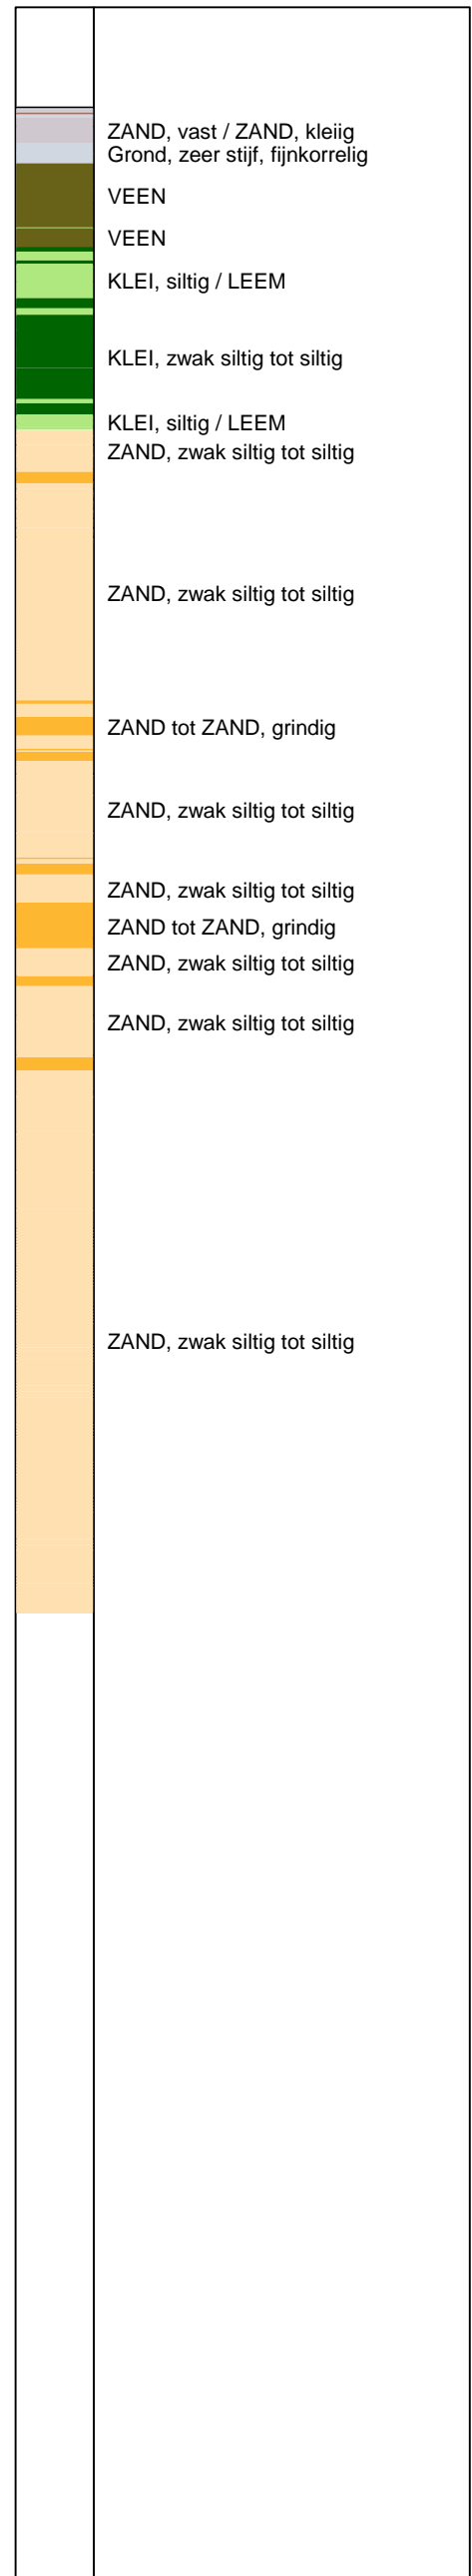 ZAND, vast / ZAND, kleiig
Grond, zeer stijf, fijnkorrelig
VEEN
VEEN
KLEI, siltig / LEEM
KLEI, zwak siltig tot siltig
KLEI, siltig / LEEM
ZAND, zwak siltig tot siltig
ZAND, zwak siltig tot siltig
ZAND tot ZAND, grindig
ZAND, zwak siltig tot siltig
ZAND, zwak siltig tot siltig
ZAND tot ZAND, grindig
ZAND, zwak siltig tot siltig
ZAND, zwak siltig tot siltig
ZAND, zwak siltig tot siltig